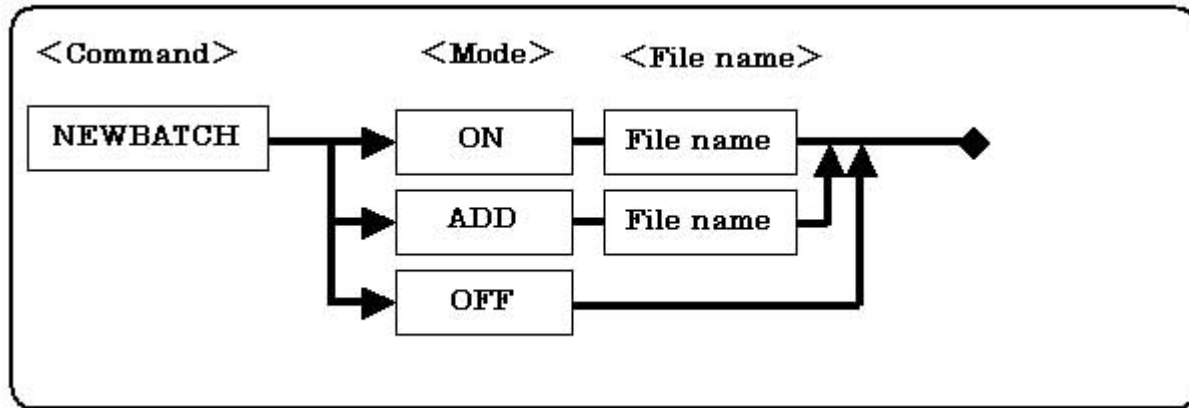 <Command> <Mode> <File name>
NEWBATCH ON File name
ADD File name
OFF